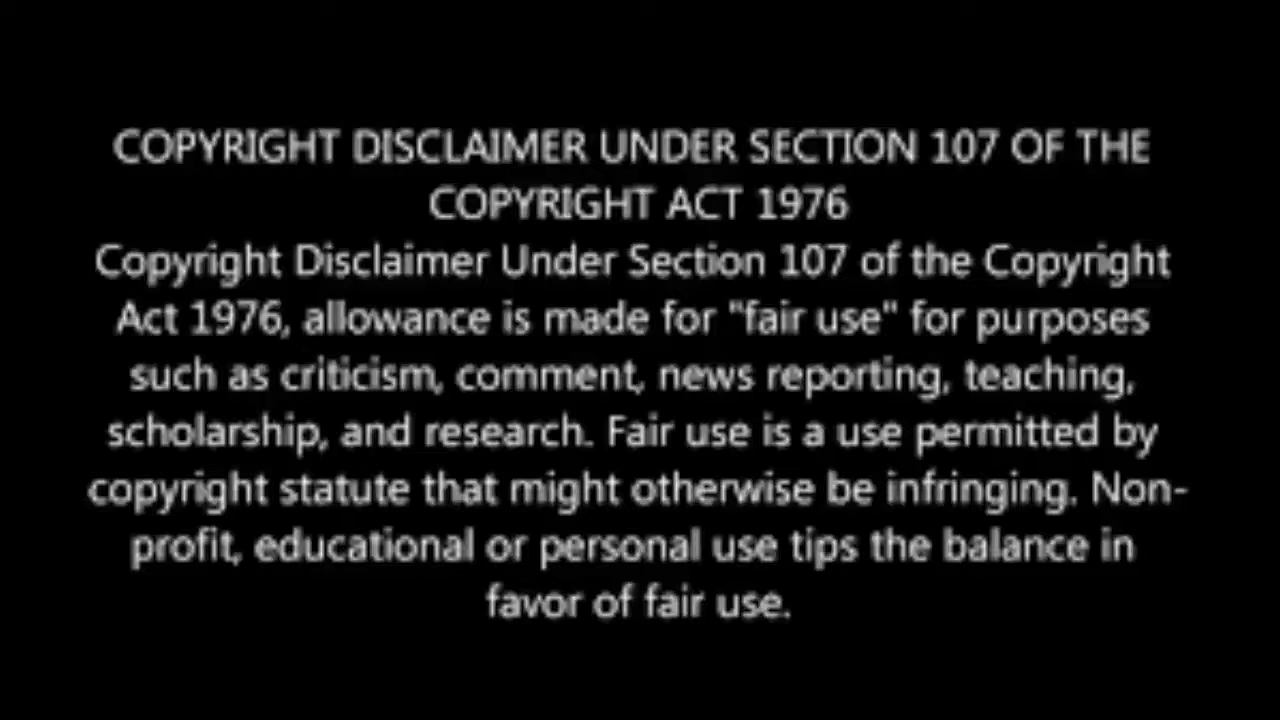 COPYRIGHT DISCLAIMER UNDER SECTION 107 OF THE
COPYRIGHT ACT 1976
Copyright Disclaimer Under Section 107 of the Copyright
Act 1976, allowance is made for "fair use" for purposes
such as criticism, comment, news reporting, teaching,
scholarship, and research. Fair use is a use permitted by
copyright statute that might otherwise be infringing. Non-
profit, educational or personal use tips the balance in
favor of fair use.